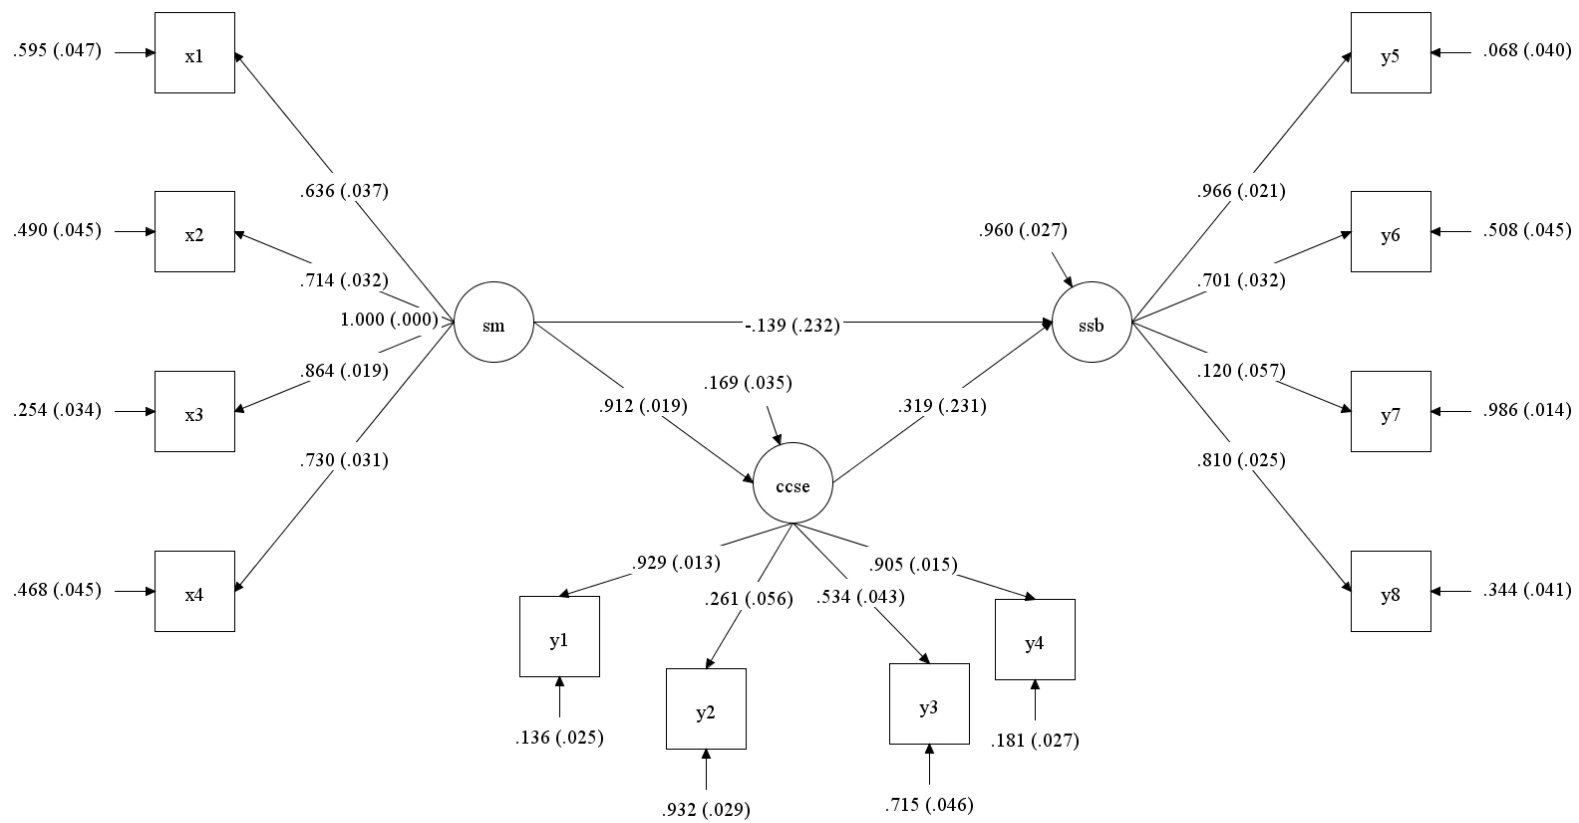 .595 (.047)
x1
y5
.068 (.040)
.636 (.037)
.966 (.021)
.490 (.045)
x2
.960 (.027)
y6
.508 (.045)
.714 (.032)
.701 (.032)
1.000 (.000)
sm
-.139 (.232)
ssb
.864 (.019)
.169 (.035)
.120 (.057)
.254 (.034)
x3
.912 (.019)
.319 (.231)
y7
.986 (.014)
.730 (.031)
ccse
.810 (.025)
.929 (.013)
.905 (.015)
.468 (.045)
x4
.261 (.056)
.534 (.043)
y8
.344 (.041)
y1
y4
y2
y3
.136 (.025)
.181 (.027)
.932 (.029)
.715 (.046)